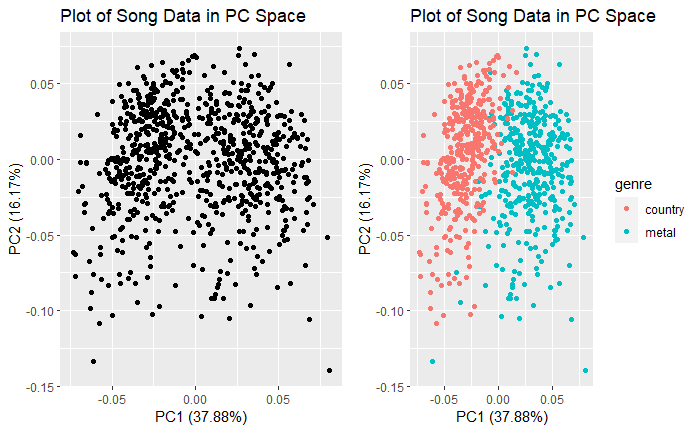 Plot of Song Data in PC Space
PC2 (16.17%)
0.05
0.00
-0.05
-0.10
-0.15
-0.05
0.00
0.05
PC1 (37.88%)
Plot of Song Data in PC Space
PC2 (16.17%)
0.05
0.00
-0.05
-0.10
-0.15
-0.05
0.00
0.05
PC1 (37.88%)
genre
country
metal